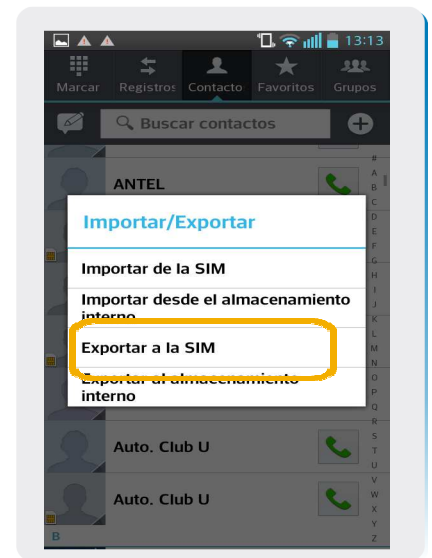 13:13
Marcar Registros Contacto Favoritos Grupos
Buscar contactos
#
A
ANTEL
B
C
D
Importar/Exportar
E
F
G
Importar de la SIM
H
I
Importar desde el almacenamiento
J
interno
K
L
Exportar a la SIM
M
N
Exportar al almacenamiento
O
interno
P
Q
R
Auto. Club U
S
T
U
V
Auto. Club U
W
X
Y
B
Z